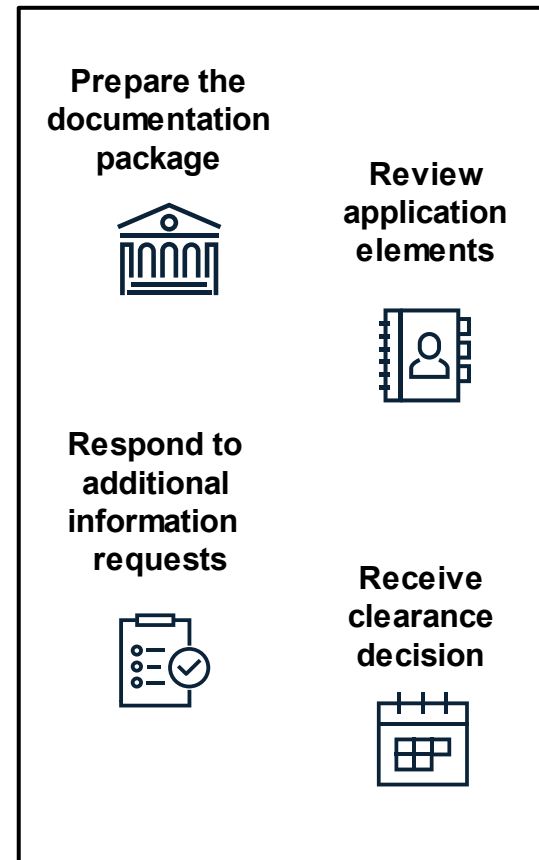 Prepare the
documentation
package
Review
application
elements
Respond to
additional
information
requests
Receive
clearance
decision